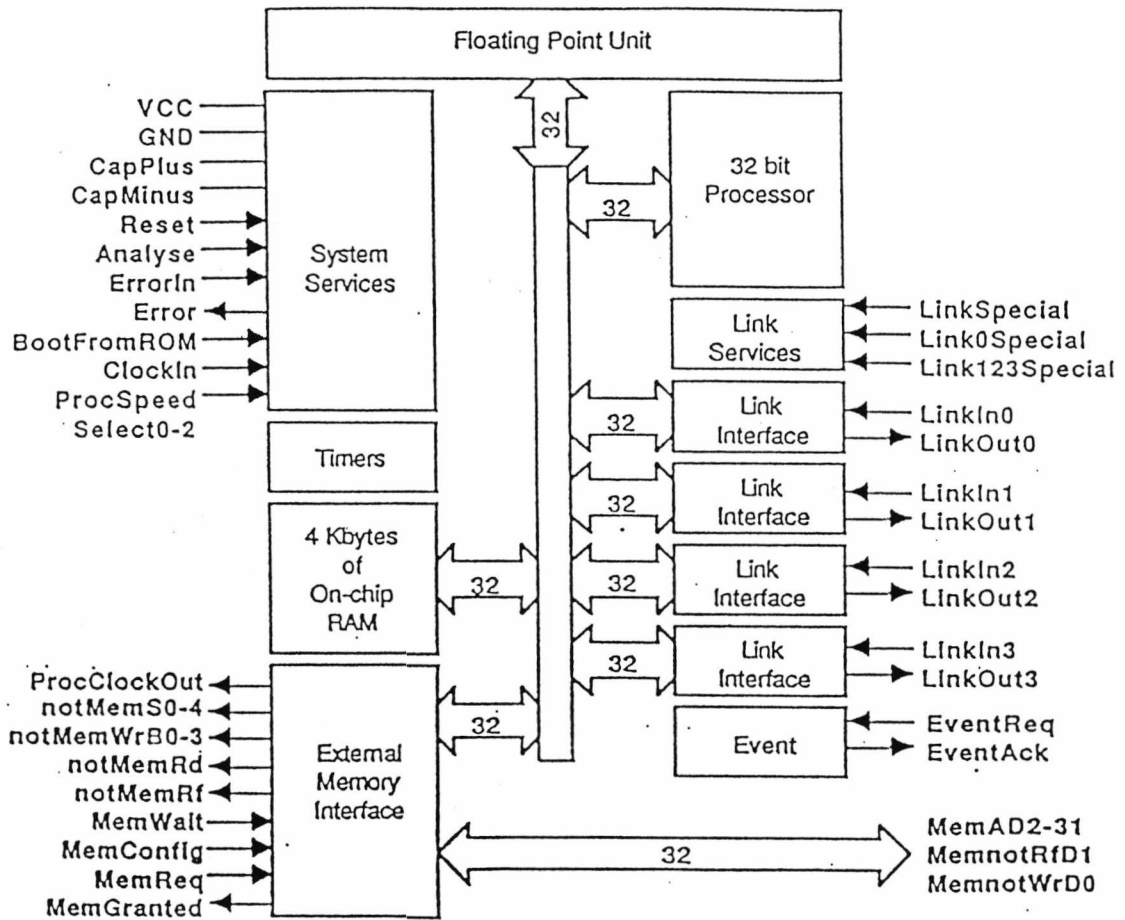 Floating Point Unit
32
VCC
GND
CapPlus
CapMinus
Reset
Analyse
ErrorIn
Error
BootFromROM
ClockIn
ProcSpeed
Select0-2
System
Services
32 bit
Processor
32
Link
Services
LinkSpecial
Link0Special
Link123Special
32
Link
Interface
LinkIn0
LinkOut0
Timers
32
Link
Interface
LinkIn1
LinkOut1
4 Kbytes
of
On-chip
RAM
32
32
Link
Interface
LinkIn2
LinkOut2
32
Link
Interface
LinkIn3
LinkOut3
ProcClockOut
notMemS0-4
notMemWrB0-3
notMemRd
notMemRf
MemWait
MemConfig
MemReq
MemGranted
External
Memory
Interface
32
Event
EventReq
EventAck
32
MemAD2-31
MemnotRfD1
MemnotWrD0